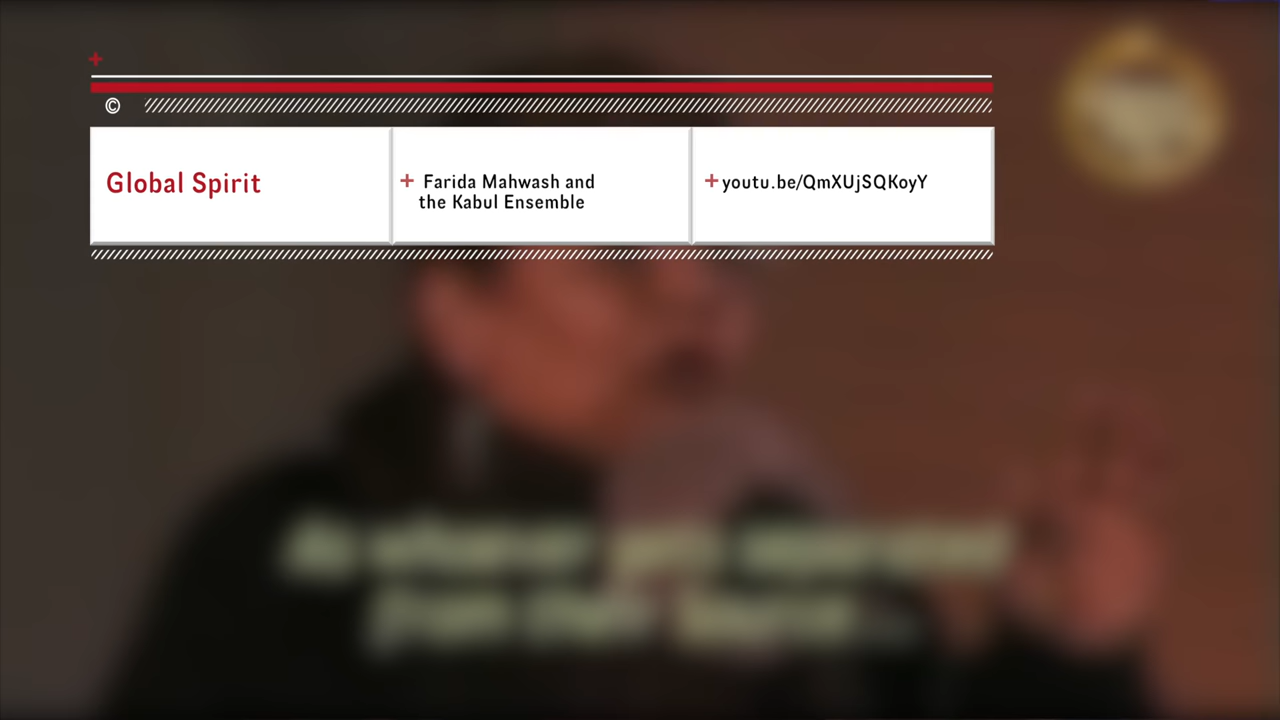 ©
Global Spirit
+ Farida Mahwash and
the Kabul Ensemble
+ youtu.be/QmXUjSQKoyY